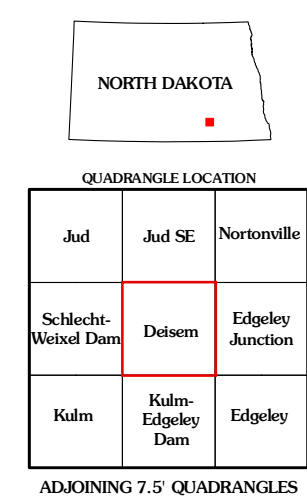 NORTH DAKOTA
QUADRANGLE LOCATION
Jud
Jud SE
Nortonville
Schlecht-
Weixel Dam
Deisem
Edgeley
Junction
Kulm
Kulm-
Edgeley
Dam
Edgeley
ADJOINING 7.5' QUADRANGLES